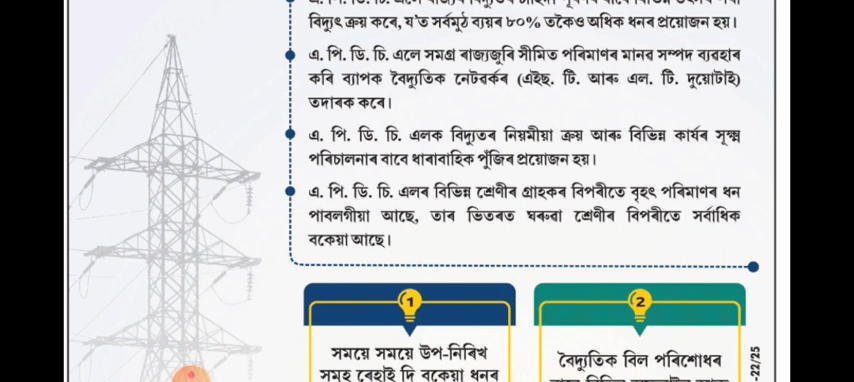 বিদ্যুৎ ক্ৰয় কৰে, য'ত সৰ্বমুঠ ব্যয়ৰ ৮০% তকৈও অধিক ধনৰ প্ৰয়োজন হয়।
এ. পি. ডি. চি. এলে সমগ্ৰ ৰাজ্যজুৰি সীমিত পৰিমাণৰ মানৱ সম্পদ ব্যৱহাৰ
কৰি ব্যাপক বৈদ্যুতিক নেটৱৰ্কৰ (এইছ. টি. আৰু এল. টি. দুয়োটাই)
তদাৰক কৰে।
এ. পি. ডি. চি. এলক বিদ্যুতৰ নিয়মীয়া ক্ৰয় আৰু বিভিন্ন কাৰ্যৰ সূক্ষ্ম
পৰিচালনাৰ বাবে ধাৰাবাহিক পুঁজিৰ প্ৰয়োজন হয়।
এ. পি. ডি. চি. এলৰ বিভিন্ন শ্ৰেণীৰ গ্ৰাহকৰ বিপৰীতে বৃহৎ পৰিমাণৰ ধন
পাবলগীয়া আছে, তাৰ ভিতৰত ঘৰুৱা শ্ৰেণীৰ বিপৰীতে সৰ্বাধিক
বকেয়া আছে।
1
সময়ে সময়ে উপ-নিৰিখ
সমূহ ৰেহাই দি বকেয়া ধনৰ
2
বৈদ্যুতিক বিল পৰিশোধৰ
-22/25